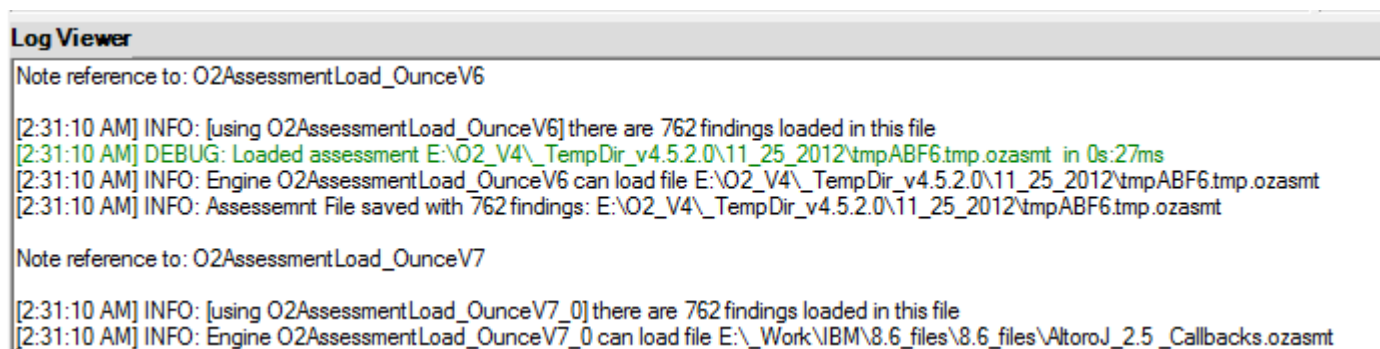 Log Viewer
Note reference to: O2AssessmentLoad_OunceV6
[2:31:10 AM] INFO: [using O2AssessmentLoad_OunceV6] there are 762 findings loaded in this file
[2:31:10 AM] DEBUG: Loaded assessment E:\O2_V4\_TempDir_v4.5.2.0\11_25_2012\tmpABF6.tmp.ozasmt in 0s:27ms
[2:31:10 AM] INFO: Engine O2AssessmentLoad_OunceV6 can load file E:\O2_V4\_TempDir_v4.5.2.0\11_25_2012\tmpABF6.tmp.ozasmt
[2:31:10 AM] INFO: Assessemnt File saved with 762 findings: E:\O2_V4\_TempDir_v4.5.2.0\11_25_2012\tmpABF6.tmp.ozasmt
Note reference to: O2AssessmentLoad_OunceV7
[2:31:10 AM] INFO: [using O2AssessmentLoad_OunceV7_0] there are 762 findings loaded in this file
[2:31:10 AM] INFO: Engine O2AssessmentLoad_OunceV7_0 can load file E:\_Work\IBM\8.6_files\8.6_files\AltoroJ_2.5 _Callbacks.ozasmt